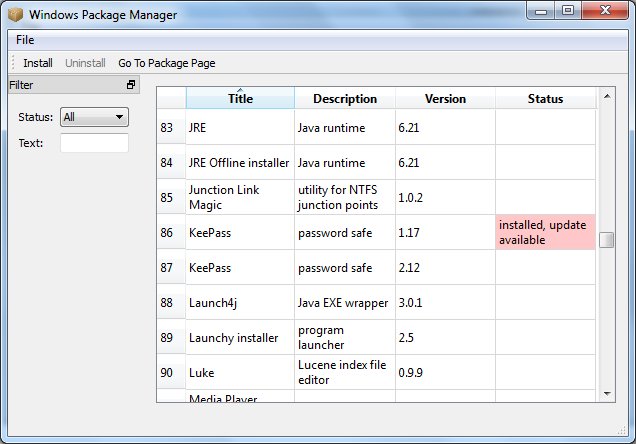 Windows Package Manager
File
Install Uninstall Go To Package Page
Filter
Status: All
Text:
Title Description Version Status
83 JRE Java runtime 6.21
84 JRE Offline installer Java runtime 6.21
85 Junction Link Magic utility for NTFS junction points 1.0.2
86 KeePass password safe 1.17 installed, update available
87 KeePass password safe 2.12
88 Launch4j Java EXE wrapper 3.0.1
89 Launchy installer program launcher 2.5
90 Luke Lucene index file editor 0.9.9
Media Player